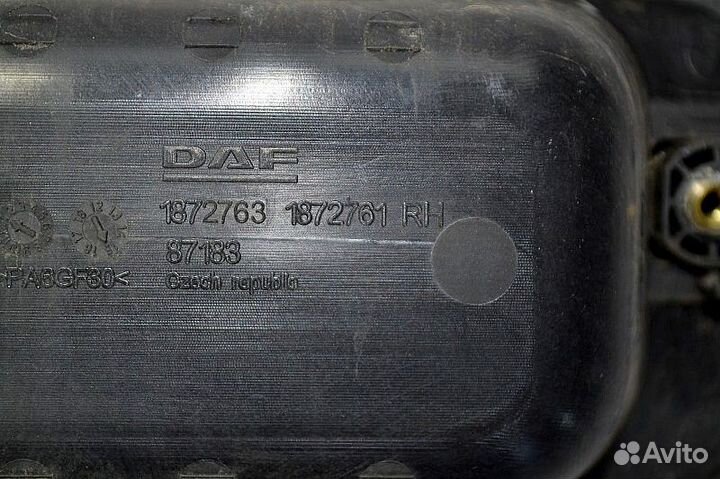 DAF
1872763 1872761 RH
87183
>PA6GF30<
Czech republic
Avito